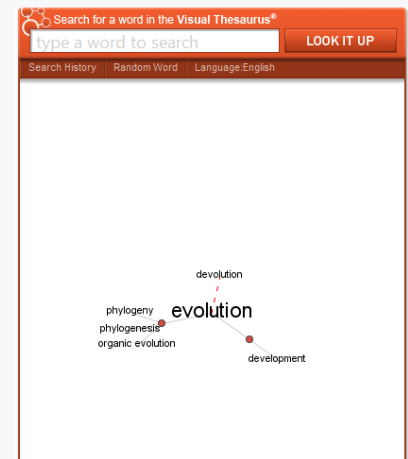 Search for a word in the Visual Thesaurus®
type a word to search
LOOK IT UP
Search History
Random Word
Language:English
devolution
phylogeny
evolution
phylogenesis
organic evolution
development